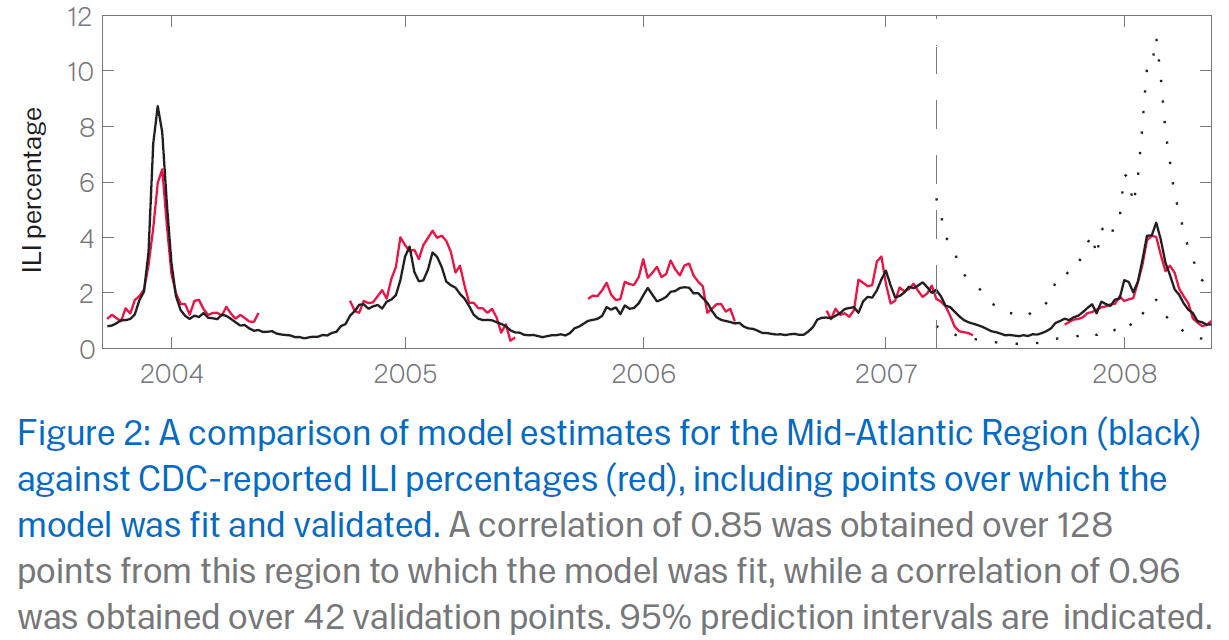 12
10
8
6
4
2
0
ILI percentage
2004 2005 2006 2007 2008
Figure 2: A comparison of model estimates for the Mid-Atlantic Region (black)
against CDC-reported ILI percentages (red), including points over which the
model was fit and validated. A correlation of 0.85 was obtained over 128
points from this region to which the model was fit, while a correlation of 0.96
was obtained over 42 validation points. 95% prediction intervals are indicated.